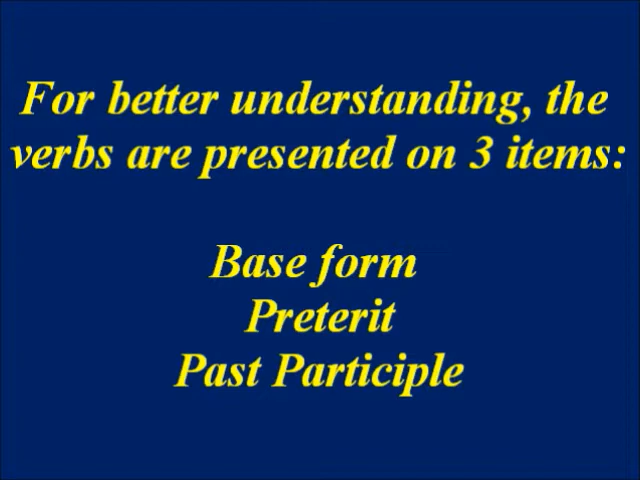 For better understanding, the
verbs are presented on 3 items:
Base form
Preterit
Past Participle